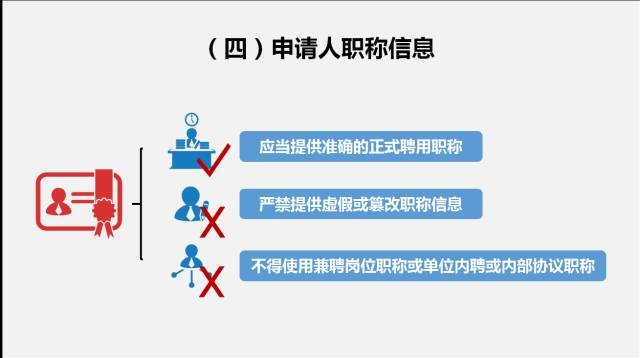 （四）申请人职称信息
应当提供准确的正式聘用职称
严禁提供虚假或篡改职称信息
不得使用兼聘岗位职称或单位内聘或内部协议职称